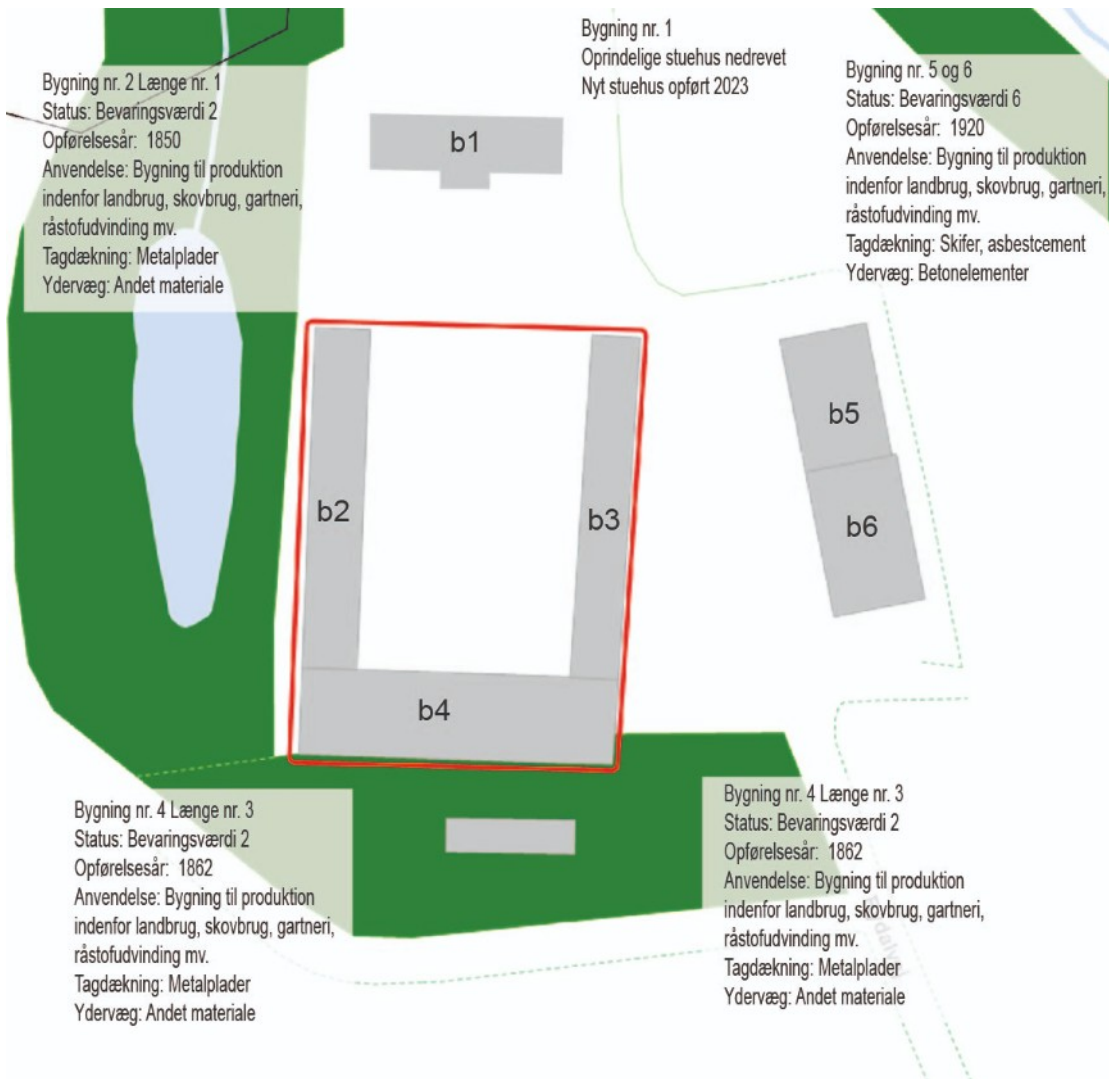 Bygning nr. 1
Oprindelige stuehus nedrevet
Nyt stuehus opført 2023
Bygning nr. 2 Længe nr. 1
Status: Bevaringsværdi 2
Opførelsesår: 1850
Anvendelse: Bygning til produktion
indenfor landbrug, skovbrug, gartneri,
råstofudvinding mv.
Tagdækning: Metalplader
Ydervæg: Andet materiale
Bygning nr. 5 og 6
Status: Bevaringsværdi 6
Opførelsesår: 1920
Anvendelse: Bygning til produktion
indenfor landbrug, skovbrug, gartneri,
råstofudvinding mv.
Tagdækning: Skifer, asbestcement
Ydervæg: Betonelementer
b1
b2
b3
b4
b5
b6
Bygning nr. 4 Længe nr. 3
Status: Bevaringsværdi 2
Opførelsesår: 1862
Anvendelse: Bygning til produktion
indenfor landbrug, skovbrug, gartneri,
råstofudvinding mv.
Tagdækning: Metalplader
Ydervæg: Andet materiale
Bygning nr. 4 Længe nr. 3
Status: Bevaringsværdi 2
Opførelsesår: 1862
Anvendelse: Bygning til produktion
indenfor landbrug, skovbrug, gartneri,
råstofudvinding mv.
Tagdækning: Metalplader
Ydervæg: Andet materiale